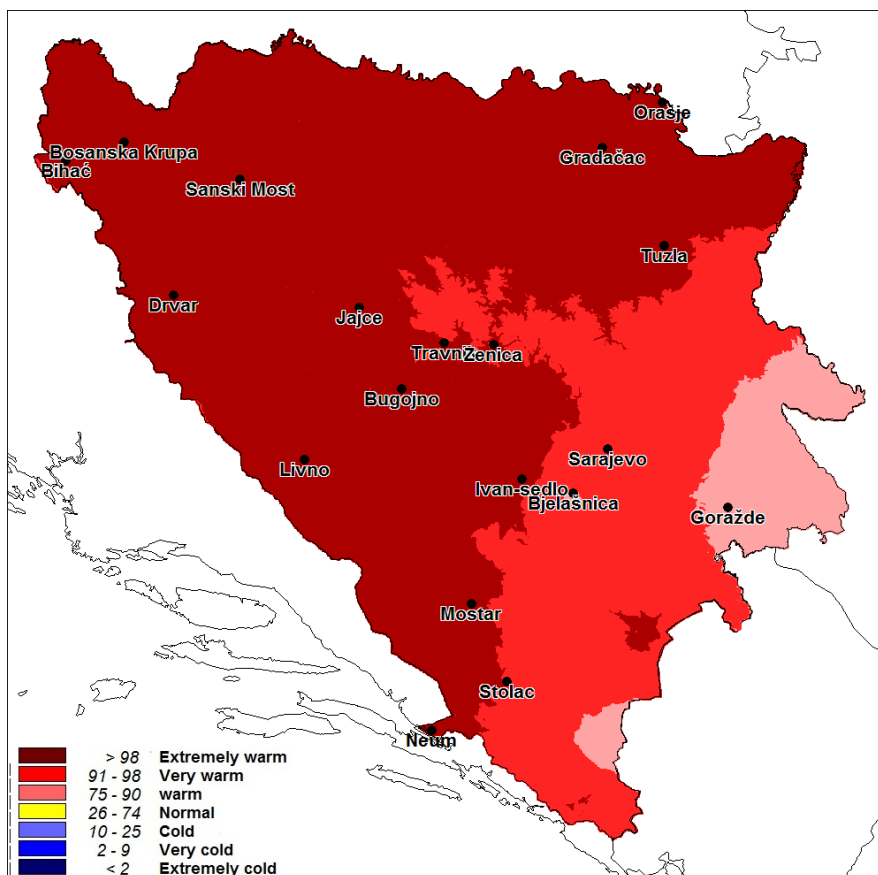 Orašje
Bosanska Krupa
Gradačac
Bihać
Sanski Most
Tuzla
Drvar
Jajce
Travnik
Zenica
Bugojno
Sarajevo
Livno
Ivan-sedlo
Bjelašnica
Goražde
Mostar
Stolac
Neum
> 98 Extremely warm
91 - 98 Very warm
75 - 90 warm
26 - 74 Normal
10 - 25 Cold
2 - 9 Very cold
< 2 Extremely cold